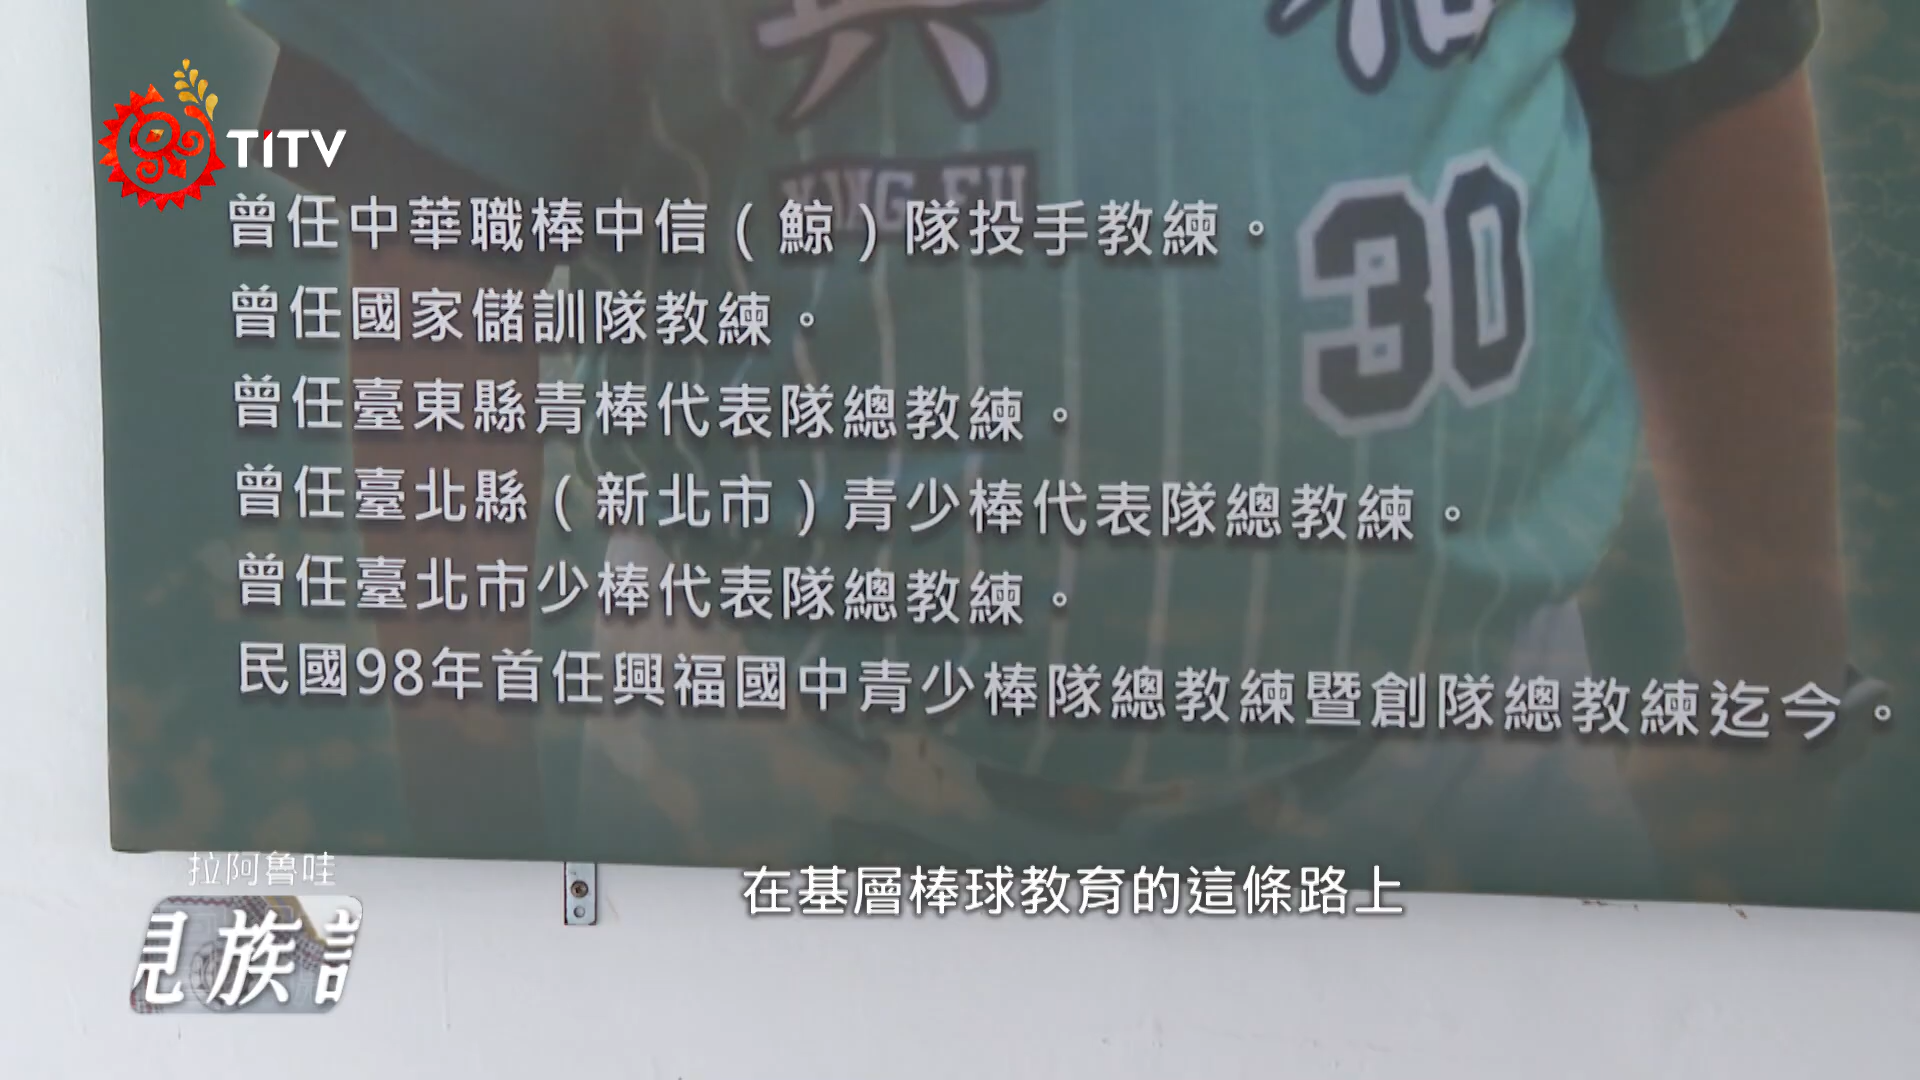 TITV
30
曾任中華職棒中信（鯨）隊投手教練。
曾任國家儲訓隊教練。
曾任臺東縣青棒代表隊總教練。
曾任臺北縣（新北市）青少棒代表隊總教練。
曾任臺北市少棒代表隊總教練。
民國98年首任興福國中青少棒隊總教練暨創隊總教練迄今。
拉阿魯哇
族
在基層棒球教育的這條路上